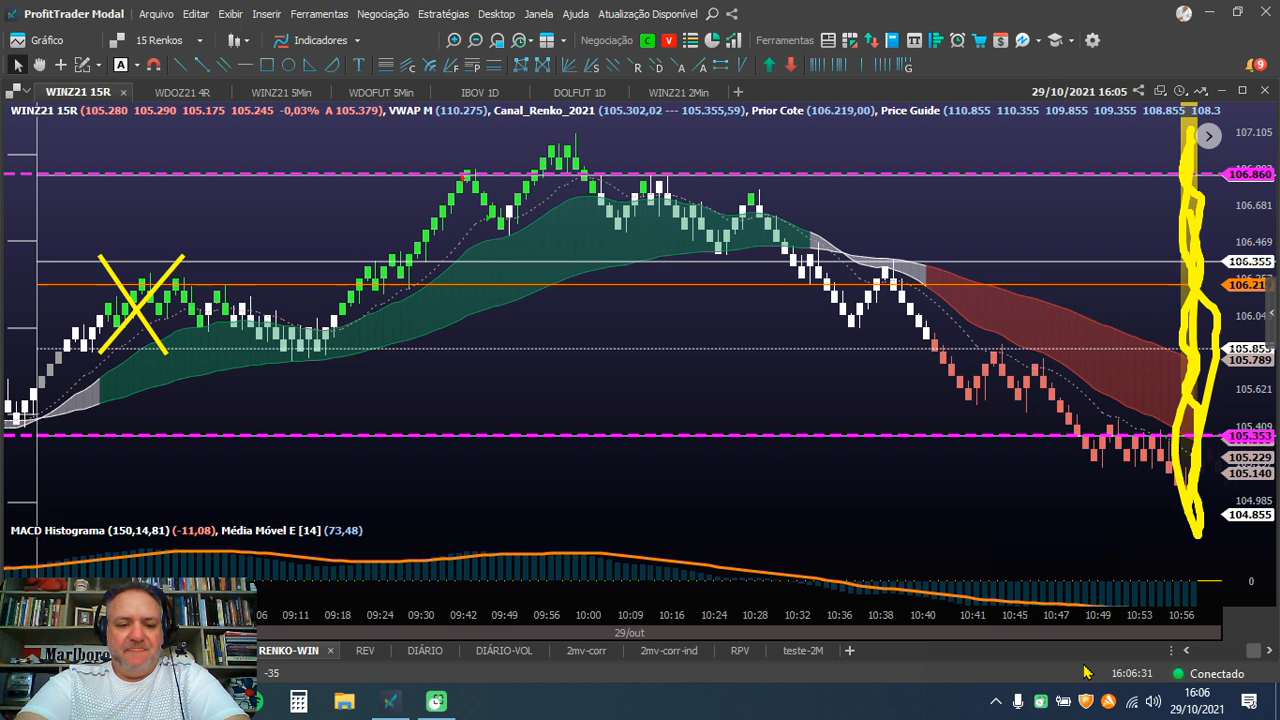 ProfitTrader Modal Arquivo Editar Exibir Inserir Ferramentas Negociação Estratégias Desktop Janela Ajuda Atualização Disponível
Gráfico 15 Renkos Indicadores Negociação C V Ferramentas
A 9
WINZ21 15R WDOZ21 4R WINZ21 5Min WDOFUT 5Min IBOV 1D DOLFUT 1D WINZ21 2Min 29/10/2021 16:05
WINZ21 15R (105.280 105.290 105.175 105.245 -0,03% A 105.379), VWAP M (110.275), Canal_Renko_2021 (105.302,02 --- 105.355,59), Prior Cote (106.219,00), Price Guide (110.855 110.355 109.855 109.355 108.855 108.3
107.105
106.860
106.681
106.469
106.355
106.21
106.04
105.85
105.789
105.621
105.409
105.353
105.229
105.140
104.985
104.855
MACD Histograma (150,14,81) (-11,08), Média Móvel E [14] (73,48)
0
09:11 09:18 09:24 09:30 09:42 09:56 10:00 10:09 10:16 10:24 10:28 10:32 10:34 10:38 10:40 10:41 10:45 10:47 10:49 10:53 10:56
29/out
Marlboro
RENKO-WIN REV DIÁRIO DIÁRIO-VOL 2mv-corr 2mv-corr-ind RPV teste-2M
-35 16:06:31 Conectado
16:06
29/10/2021